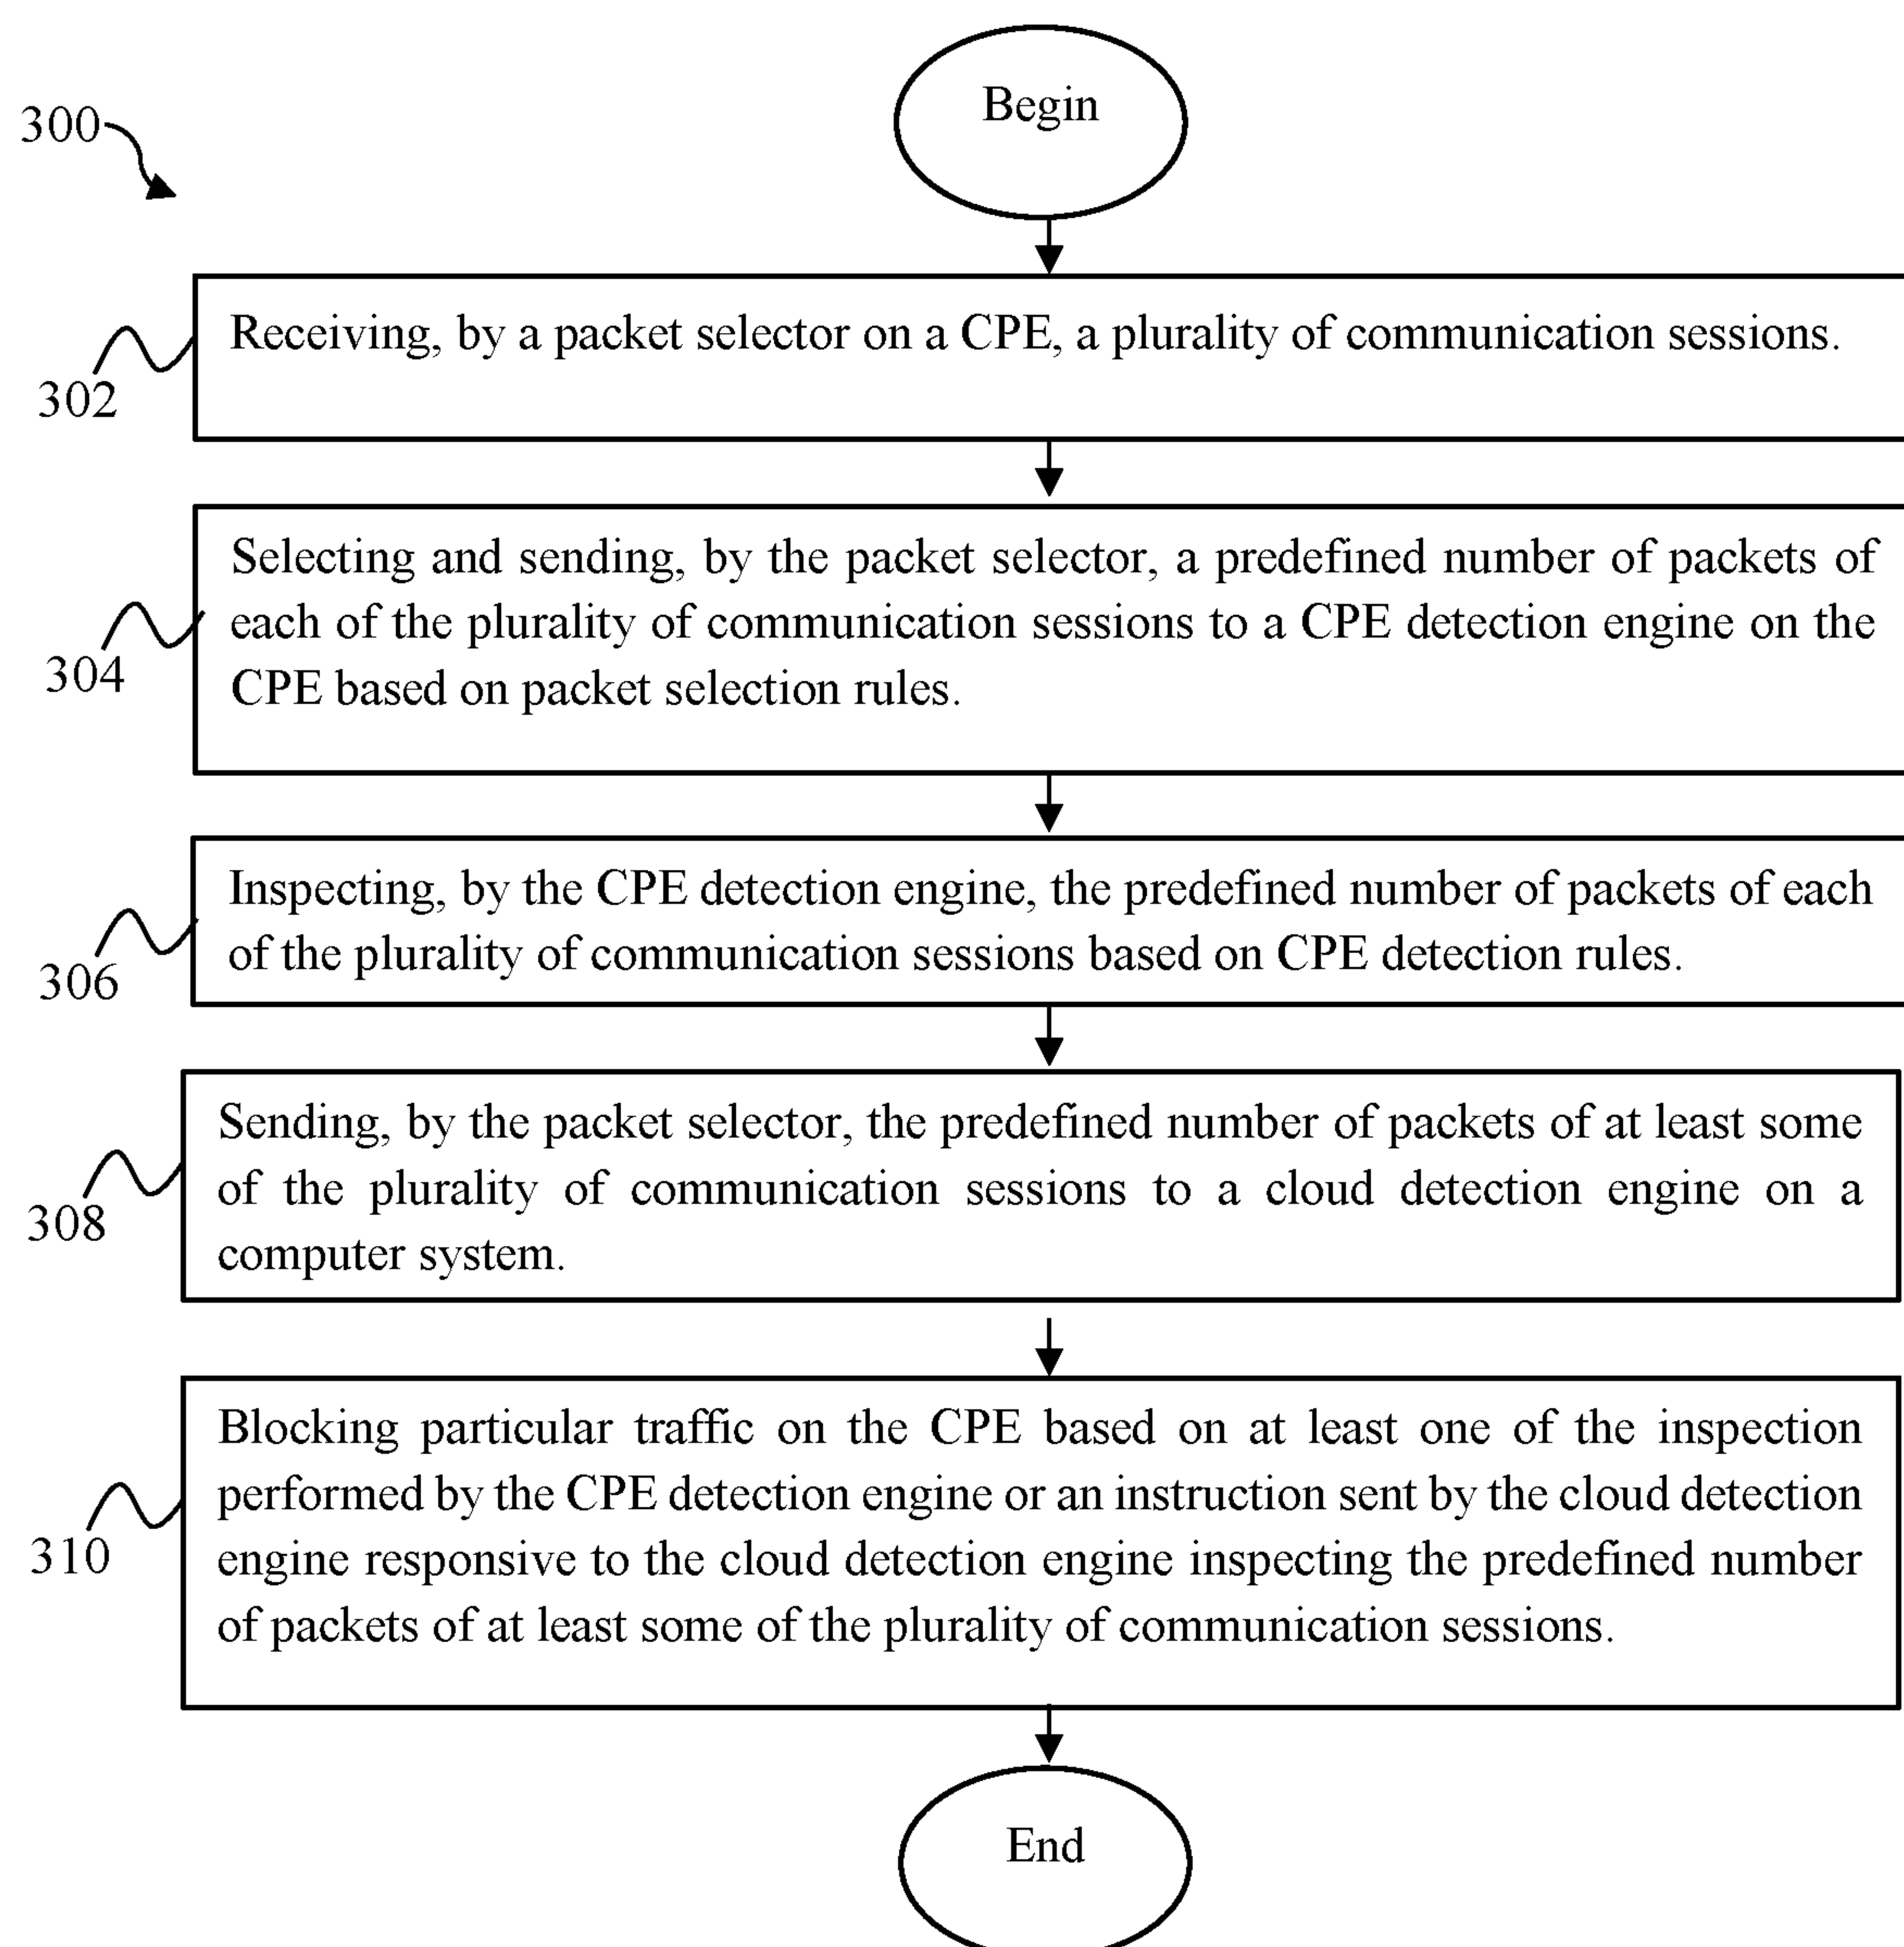 Begin
300
Receiving, by a packet selector on a CPE, a plurality of communication sessions.
302
Selecting and sending, by the packet selector, a predefined number of packets of
each of the plurality of communication sessions to a CPE detection engine on the
CPE based on packet selection rules.
304
Inspecting, by the CPE detection engine, the predefined number of packets of each
of the plurality of communication sessions based on CPE detection rules.
306
Sending, by the packet selector, the predefined number of packets of at least some
of the plurality of communication sessions to a cloud detection engine on a
computer system.
308
Blocking particular traffic on the CPE based on at least one of the inspection
performed by the CPE detection engine or an instruction sent by the cloud detection
engine responsive to the cloud detection engine inspecting the predefined number
of packets of at least some of the plurality of communication sessions.
310
End